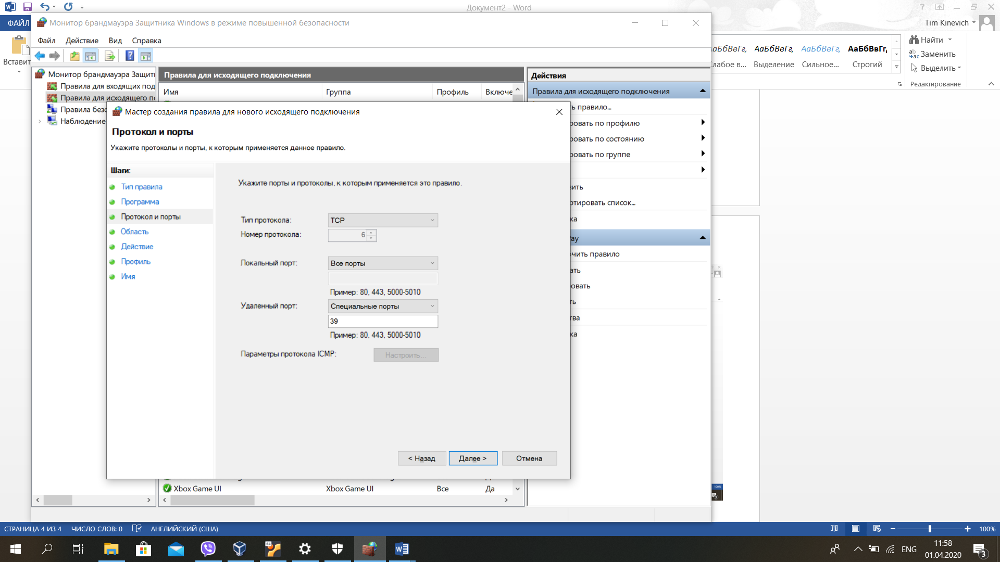 Документ2 - Word
ФАЙЛ
Tim Kinevich
Вставит
Найти
Заменить
Выделить
Редактирование
АаБбВвГг,
АаБбВвГг,
АаБбВвГг,
Выделение
Сильное...
Строгий
Монитор брандмауэра Защитника Windows в режиме повышенной безопасности
Файл
Действие
Вид
Справка
Монитор брандмауэра Защит
Правила для входящих под
Правила для исходящего п
Правила безо
Наблюдение
Правила для исходящего подключения
Имя
Группа
Профиль
Включе
Xbox Game UI
Xbox Game UI
Все
Да
Действия
Правила для исходящего подключения
ь правило...
ровать по профилю
ровать по состоянию
ровать по группе
вить
ртировать список...
ка
ay
чить правило
ать
ровать
ть
тва
ка
Мастер создания правила для нового исходящего подключения
Протокол и порты
Укажите протоколы и порты, к которым применяется данное правило.
Шаги:
Тип правила
Программа
Протокол и порты
Область
Действие
Профиль
Имя
Укажите порты и протоколы, к которым применяется это правило.
Тип протокола:
TCP
Номер протокола:
6
Локальный порт:
Все порты
Пример: 80, 443, 5000-5010
Удаленный порт:
Специальные порты
39
Пример: 80, 443, 5000-5010
Параметры протокола ICMP:
Настроить...
< Назад
Далее >
Отмена
СТРАНИЦА 4 ИЗ 4
ЧИСЛО СЛОВ: 0
АНГЛИЙСКИЙ (США)
100%
64
ENG
11:58
01.04.2020
3